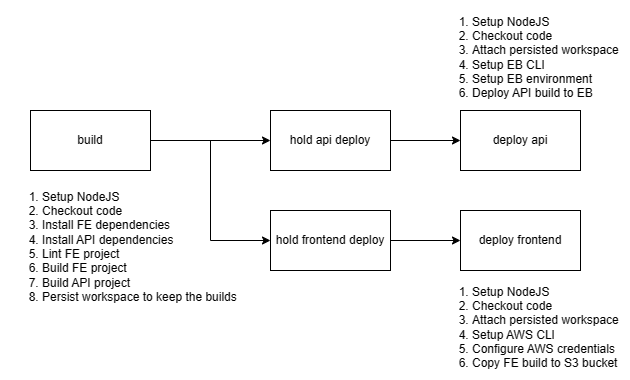 1. Setup NodeJS
2. Checkout code
3. Attach persisted workspace
4. Setup EB CLI
5. Setup EB environment
6. Deploy API build to EB
build
hold api deploy
deploy api
1. Setup NodeJS
2. Checkout code
3. Install FE dependencies
4. Install API dependencies
5. Lint FE project
6. Build FE project
7. Build API project
8. Persist workspace to keep the builds
hold frontend deploy
deploy frontend
1. Setup NodeJS
2. Checkout code
3. Attach persisted workspace
4. Setup AWS CLI
5. Configure AWS credentials
6. Copy FE build to S3 bucket